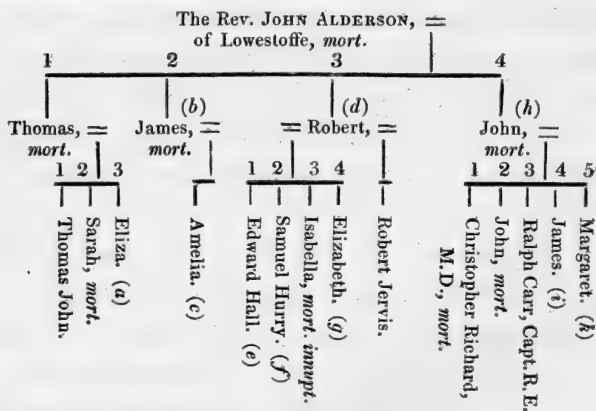 The Rev. JOHN ALDERSON, =
of Lowestoffe, mort.
1 2 3 4
(b) (d) (h)
Thomas, = James, = = Robert, = John, =
mort. mort. mort.
1 2 3 1 2 3 4 1 2 3 4 5
Thomas John.
Sarah, mort.
Eliza. (a)
Amelia. (c)
Edward Hall. (e)
Samuel Hurry. (f)
Isabella, mort. innupt.
Elizabeth. (g)
Robert Jervis.
Christopher Richard,
M.D., mort.
John, mort.
Ralph Carr, Capt. R. E.
James. (i)
Margaret. (k)